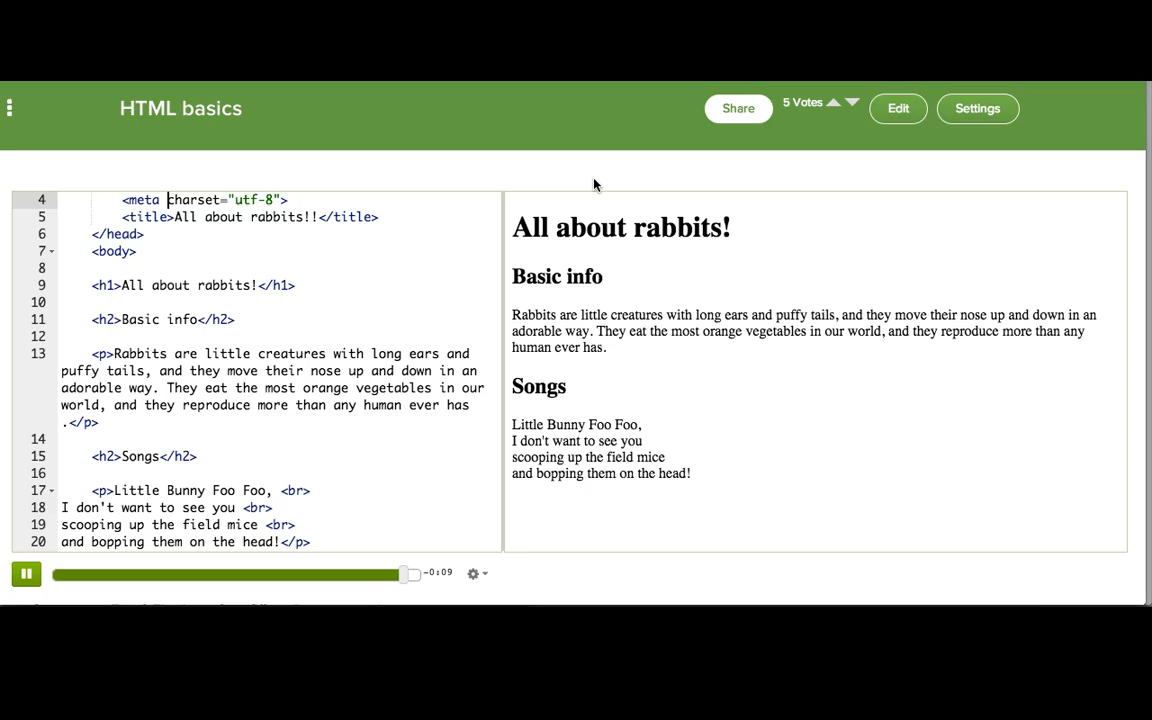 HTML basics
Share
5 Votes
Edit
Settings
4 <meta charset="utf-8">
5 <title>All about rabbits!!</title>
6 </head>
7 <body>
8
9 <h1>All about rabbits!</h1>
10
11 <h2>Basic info</h2>
12
13 <p>Rabbits are little creatures with long ears and
puffy tails, and they move their nose up and down in an
adorable way. They eat the most orange vegetables in our
world, and they reproduce more than any human ever has
.</p>
14
15 <h2>Songs</h2>
16
17 <p>Little Bunny Foo Foo, <br>
18 I don't want to see you <br>
19 scooping up the field mice <br>
20 and bopping them on the head!</p>
All about rabbits!
Basic info
Rabbits are little creatures with long ears and puffy tails, and they move their nose up and down in an
adorable way. They eat the most orange vegetables in our world, and they reproduce more than any
human ever has.
Songs
Little Bunny Foo Foo,
I don't want to see you
scooping up the field mice
and bopping them on the head!
-0:09